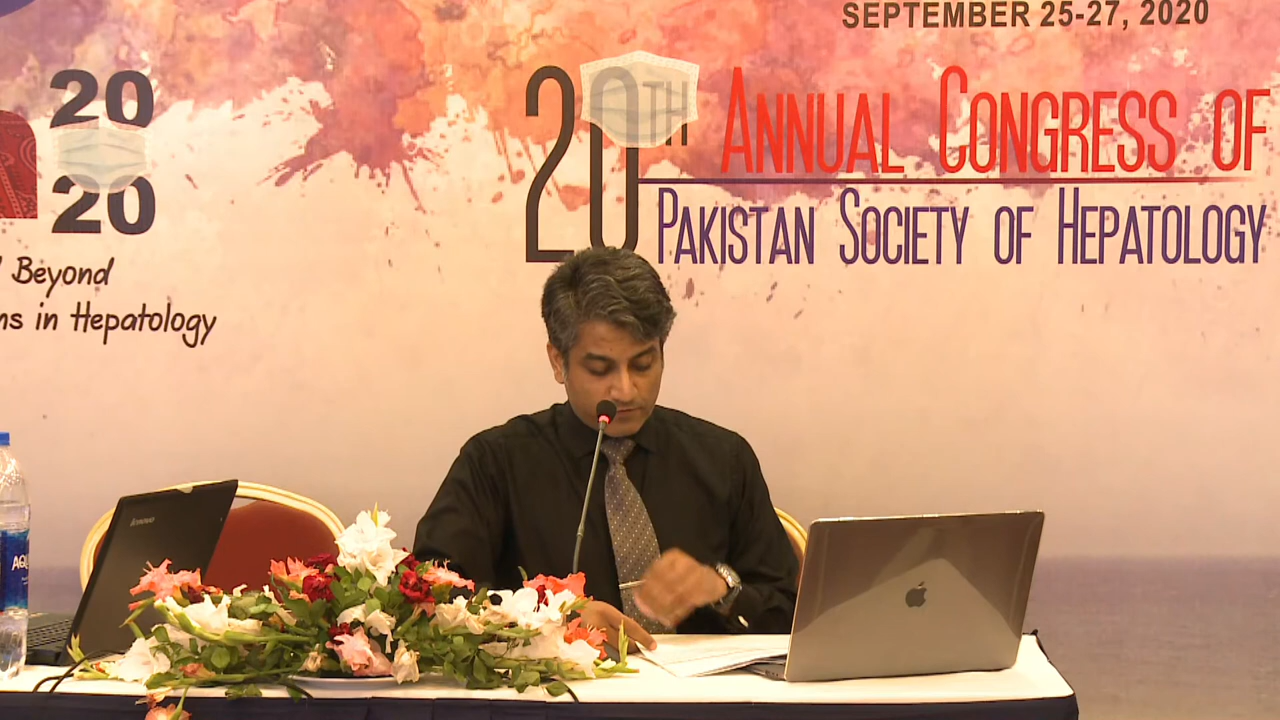 SEPTEMBER 25-27, 2020
20
20
Beyond
ns in Hepatology
20TH ANNUAL CONGRESS OF
PAKISTAN SOCIETY OF HEPATOLOGY
lenovo
AQU